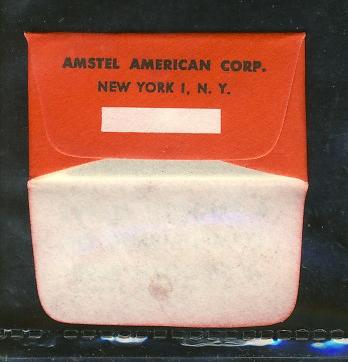 AMSTEL AMERICAN CORP.
NEW YORK 1, N. Y.